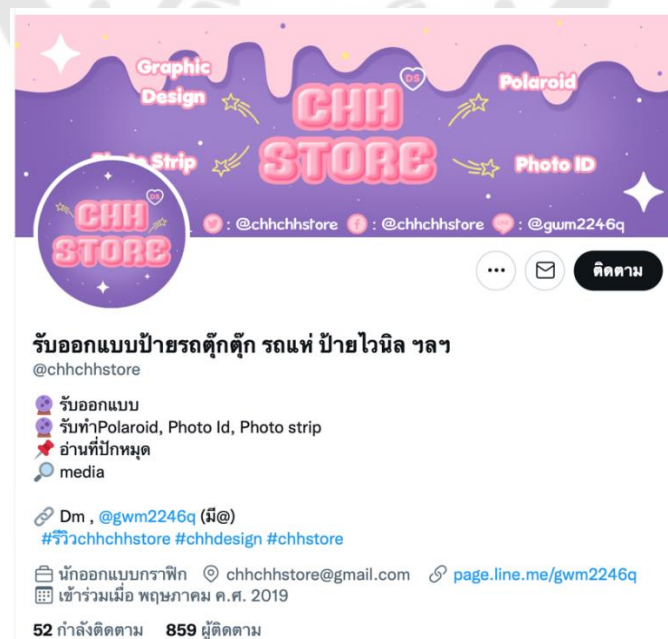 Graphic
Design
Polaroid
DS
CHH
STORE
Photo Strip
Photo ID
: @chhchhstore : @chhchhstore : @gwm2246q
DS
CHH
STORE
ติดตาม
รับออกแบบป้ายรถตุ๊กตุ๊ก รถแห่ ป้ายไวนิล ฯลฯ
@chhchhstore
รับออกแบบ
รับทำPolaroid, Photo Id, Photo strip
อ่านที่ปักหมุด
media
Dm , @gwm2246q (มี@)
#รีวิวchhchhstore #chhdesign #chhstore
นักออกแบบกราฟิก chhchhstore@gmail.com page.line.me/gwm2246q
เข้าร่วมเมื่อ พฤษภาคม ค.ศ. 2019
52 กำลังติดตาม 859 ผู้ติดตาม